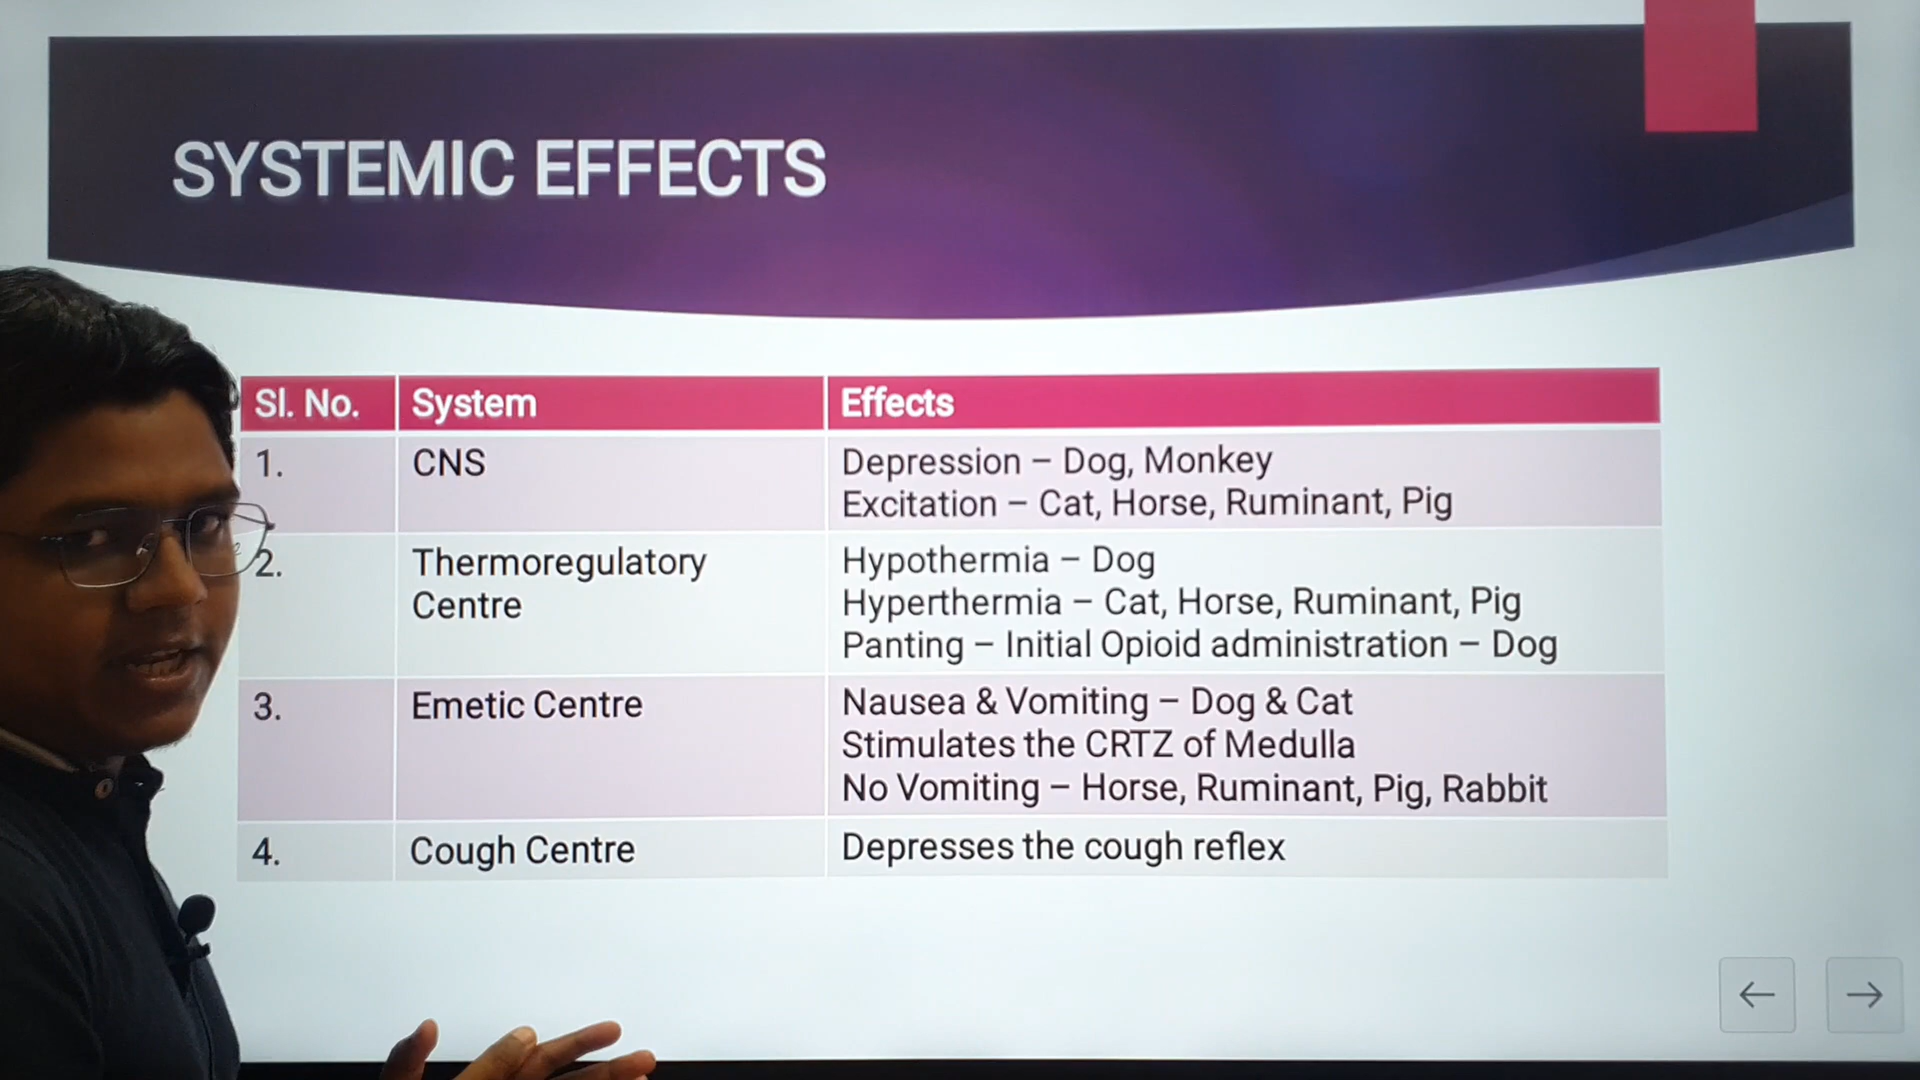 SYSTEMIC EFFECTS
Sl. No. System Effects
1. CNS Depression – Dog, Monkey
Excitation – Cat, Horse, Ruminant, Pig
2. Thermoregulatory Hypothermia – Dog
Centre Hyperthermia – Cat, Horse, Ruminant, Pig
Panting – Initial Opioid administration – Dog
3. Emetic Centre Nausea & Vomiting – Dog & Cat
Stimulates the CRTZ of Medulla
No Vomiting – Horse, Ruminant, Pig, Rabbit
4. Cough Centre Depresses the cough reflex